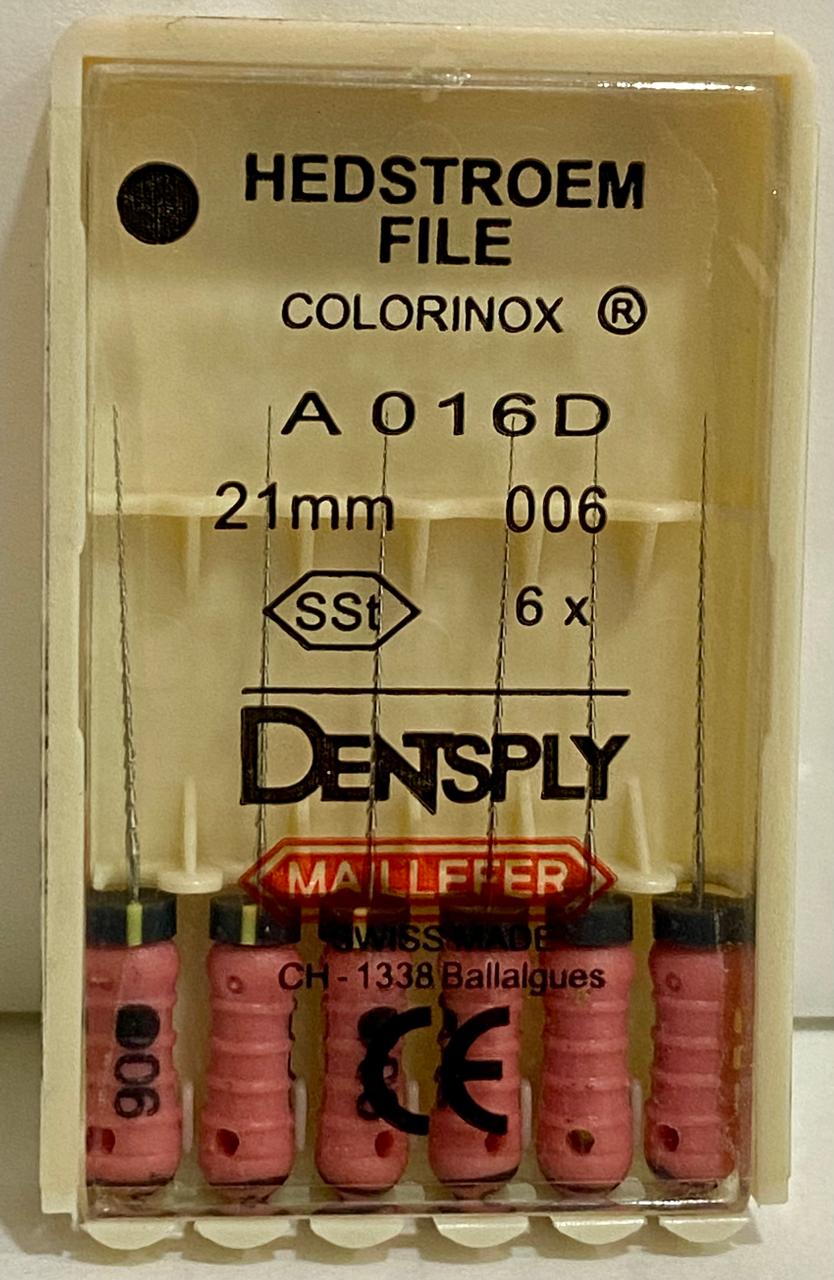 HEDSTROEM
FILE
COLORINOX ®
A 016D
21mm 006
SSt 6 x
DENTSPLY
MAILLEFER
SWISS MADE
CH - 1338 Ballaigues
CE
006